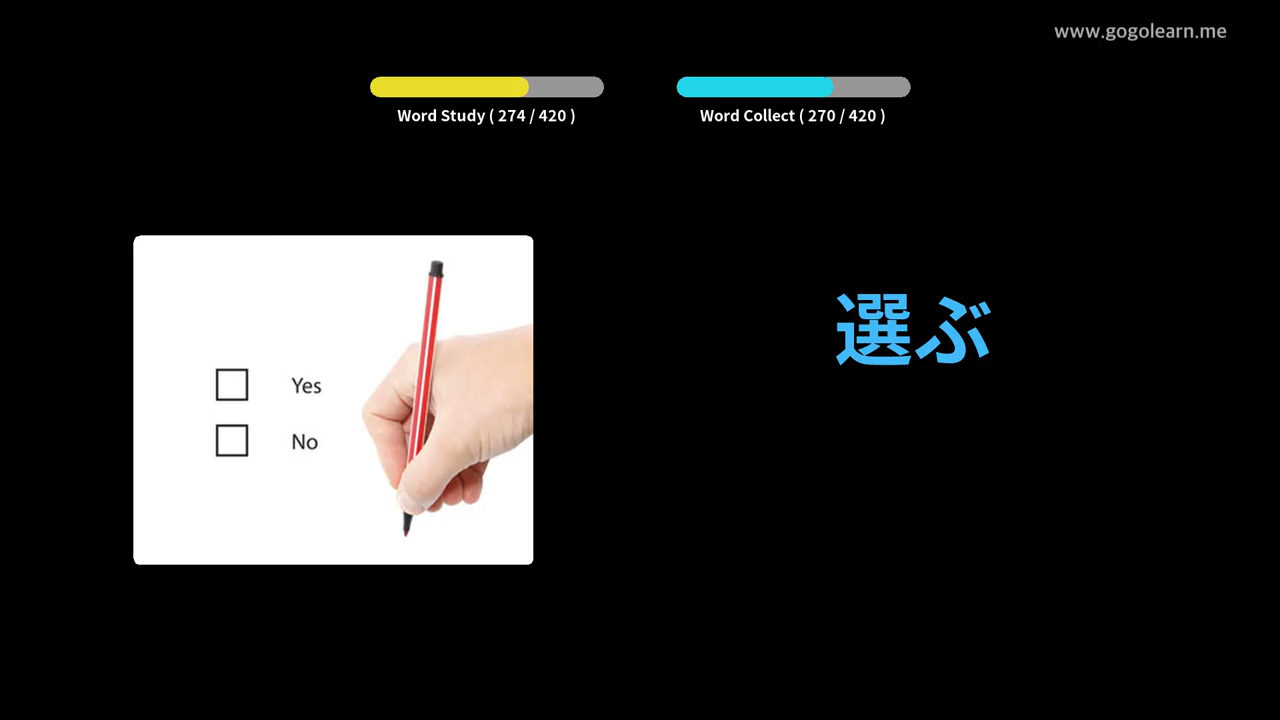 www.gogolearn.me
Word Study ( 274 / 420 )
Word Collect ( 270 / 420 )
選ぶ
Yes
No